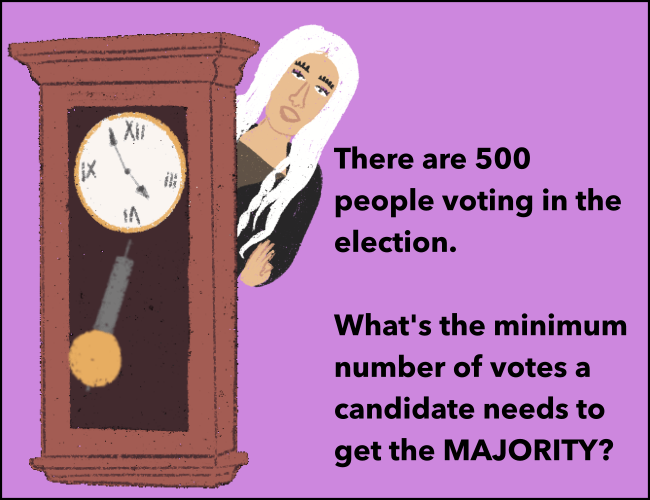 XII
IX
III
VI
There are 500
people voting in the
election.
What's the minimum
number of votes a
candidate needs to
get the MAJORITY?